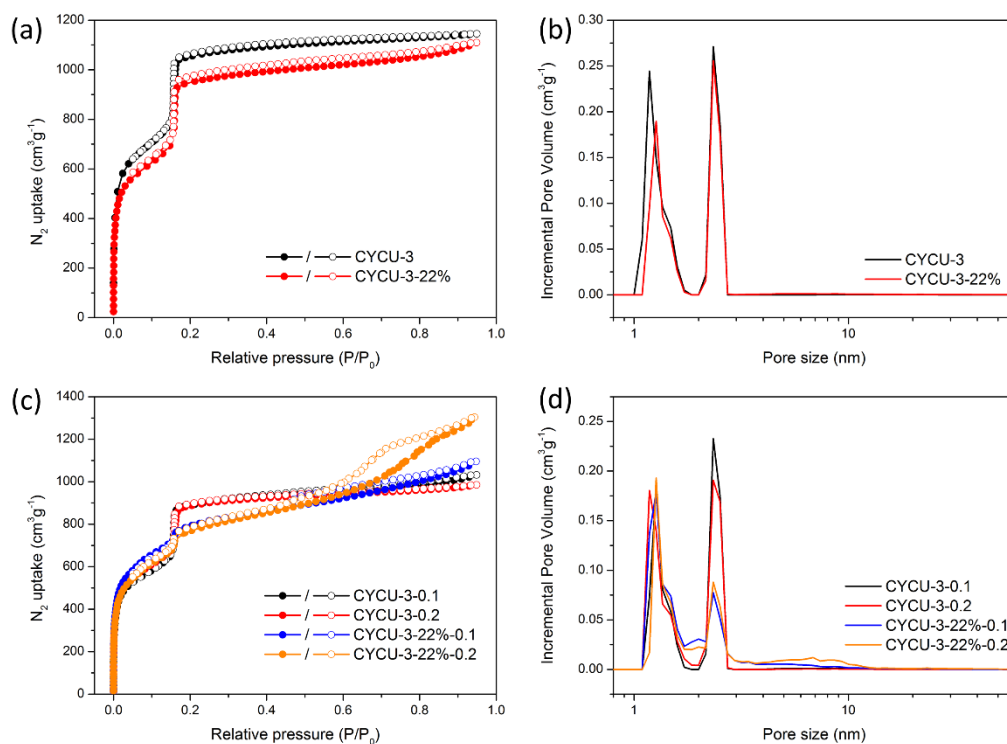 (a)
1200
1000
800
600
400
200
0
N₂ uptake (cm³g⁻¹)
0.0 0.2 0.4 0.6 0.8 1.0
Relative pressure (P/P₀)
/ CYCU-3
/ CYCU-3-22%
(b)
0.30
0.25
0.20
0.15
0.10
0.05
0.00
Incremental Pore Volume (cm³g⁻¹)
1 10
Pore size (nm)
CYCU-3
CYCU-3-22%
(c)
1400
1200
1000
800
600
400
200
0
N₂ uptake (cm³g⁻¹)
0.0 0.2 0.4 0.6 0.8 1.0
Relative pressure (P/P₀)
/ CYCU-3-0.1
/ CYCU-3-0.2
/ CYCU-3-22%-0.1
/ CYCU-3-22%-0.2
(d)
0.25
0.20
0.15
0.10
0.05
0.00
Incremental Pore Volume (cm³g⁻¹)
1 10
Pore size (nm)
CYCU-3-0.1
CYCU-3-0.2
CYCU-3-22%-0.1
CYCU-3-22%-0.2